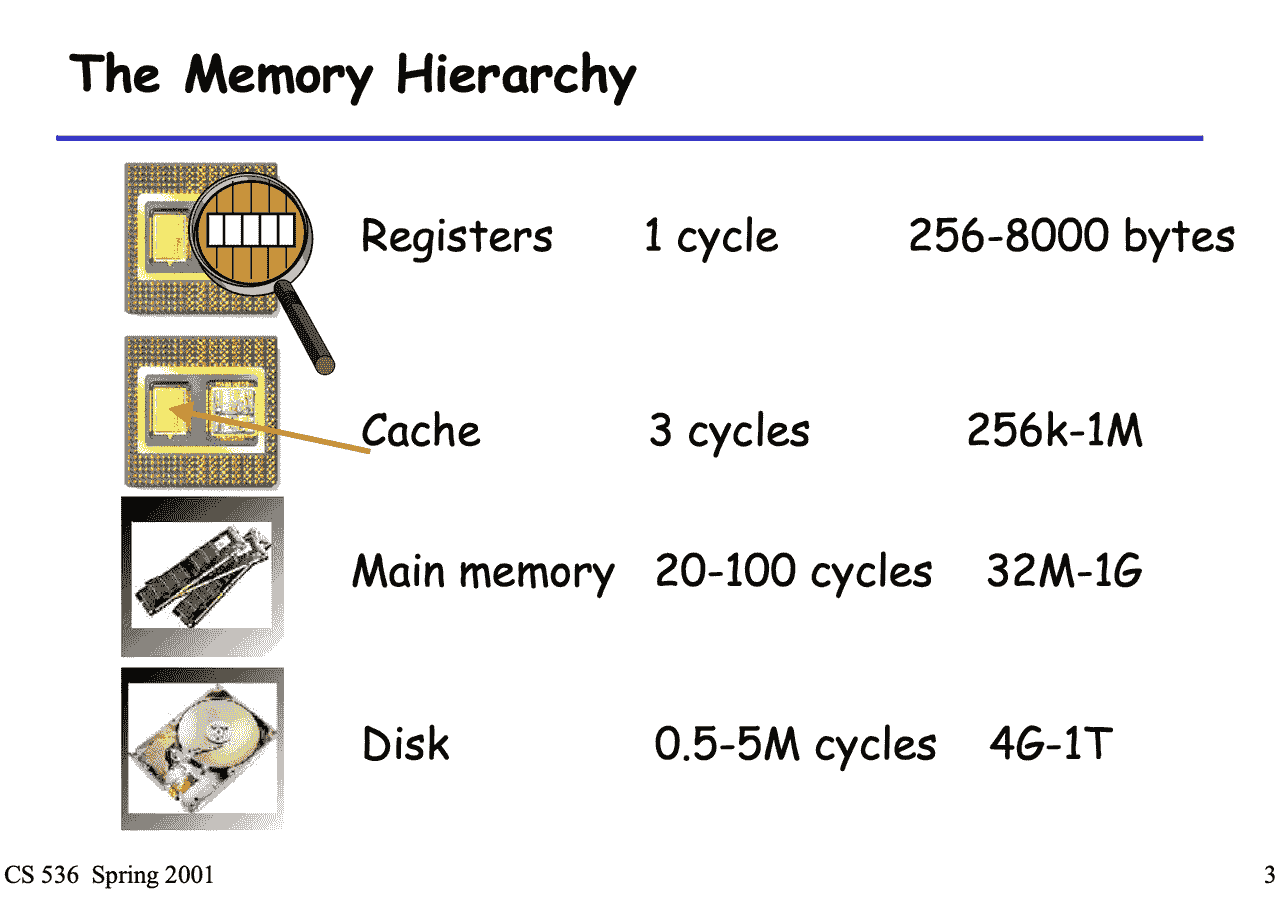 The Memory Hierarchy
Registers 1 cycle 256-8000 bytes
Cache 3 cycles 256k-1M
Main memory 20-100 cycles 32M-1G
Disk 0.5-5M cycles 4G-1T
CS 536 Spring 2001 3